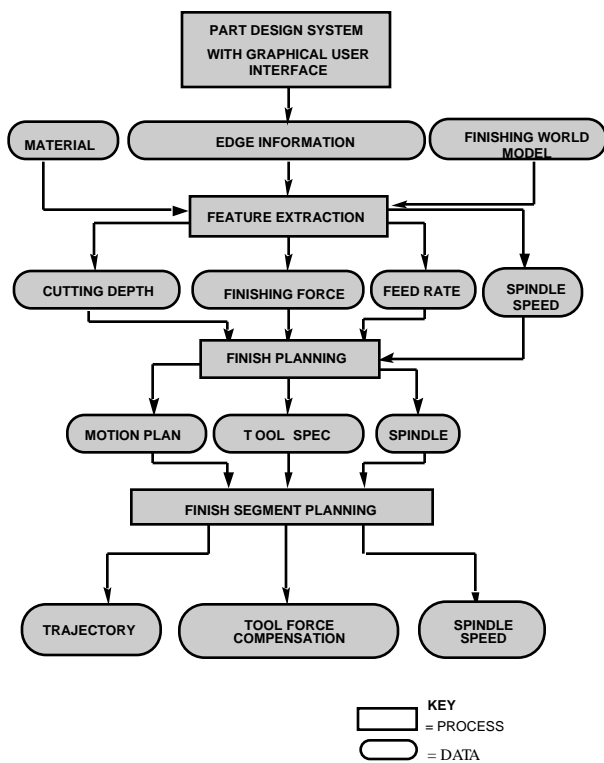 PART DESIGN SYSTEM
WITH GRAPHICAL USER
INTERFACE
MATERIAL
EDGE INFORMATION
FINISHING WORLD
MODEL
FEATURE EXTRACTION
CUTTING DEPTH
FINISHING FORCE
FEED RATE
SPINDLE
SPEED
FINISH PLANNING
MOTION PLAN
T OOL SPEC
SPINDLE
FINISH SEGMENT PLANNING
TRAJECTORY
TOOL FORCE
COMPENSATION
SPINDLE
SPEED
KEY
= PROCESS
= DATA